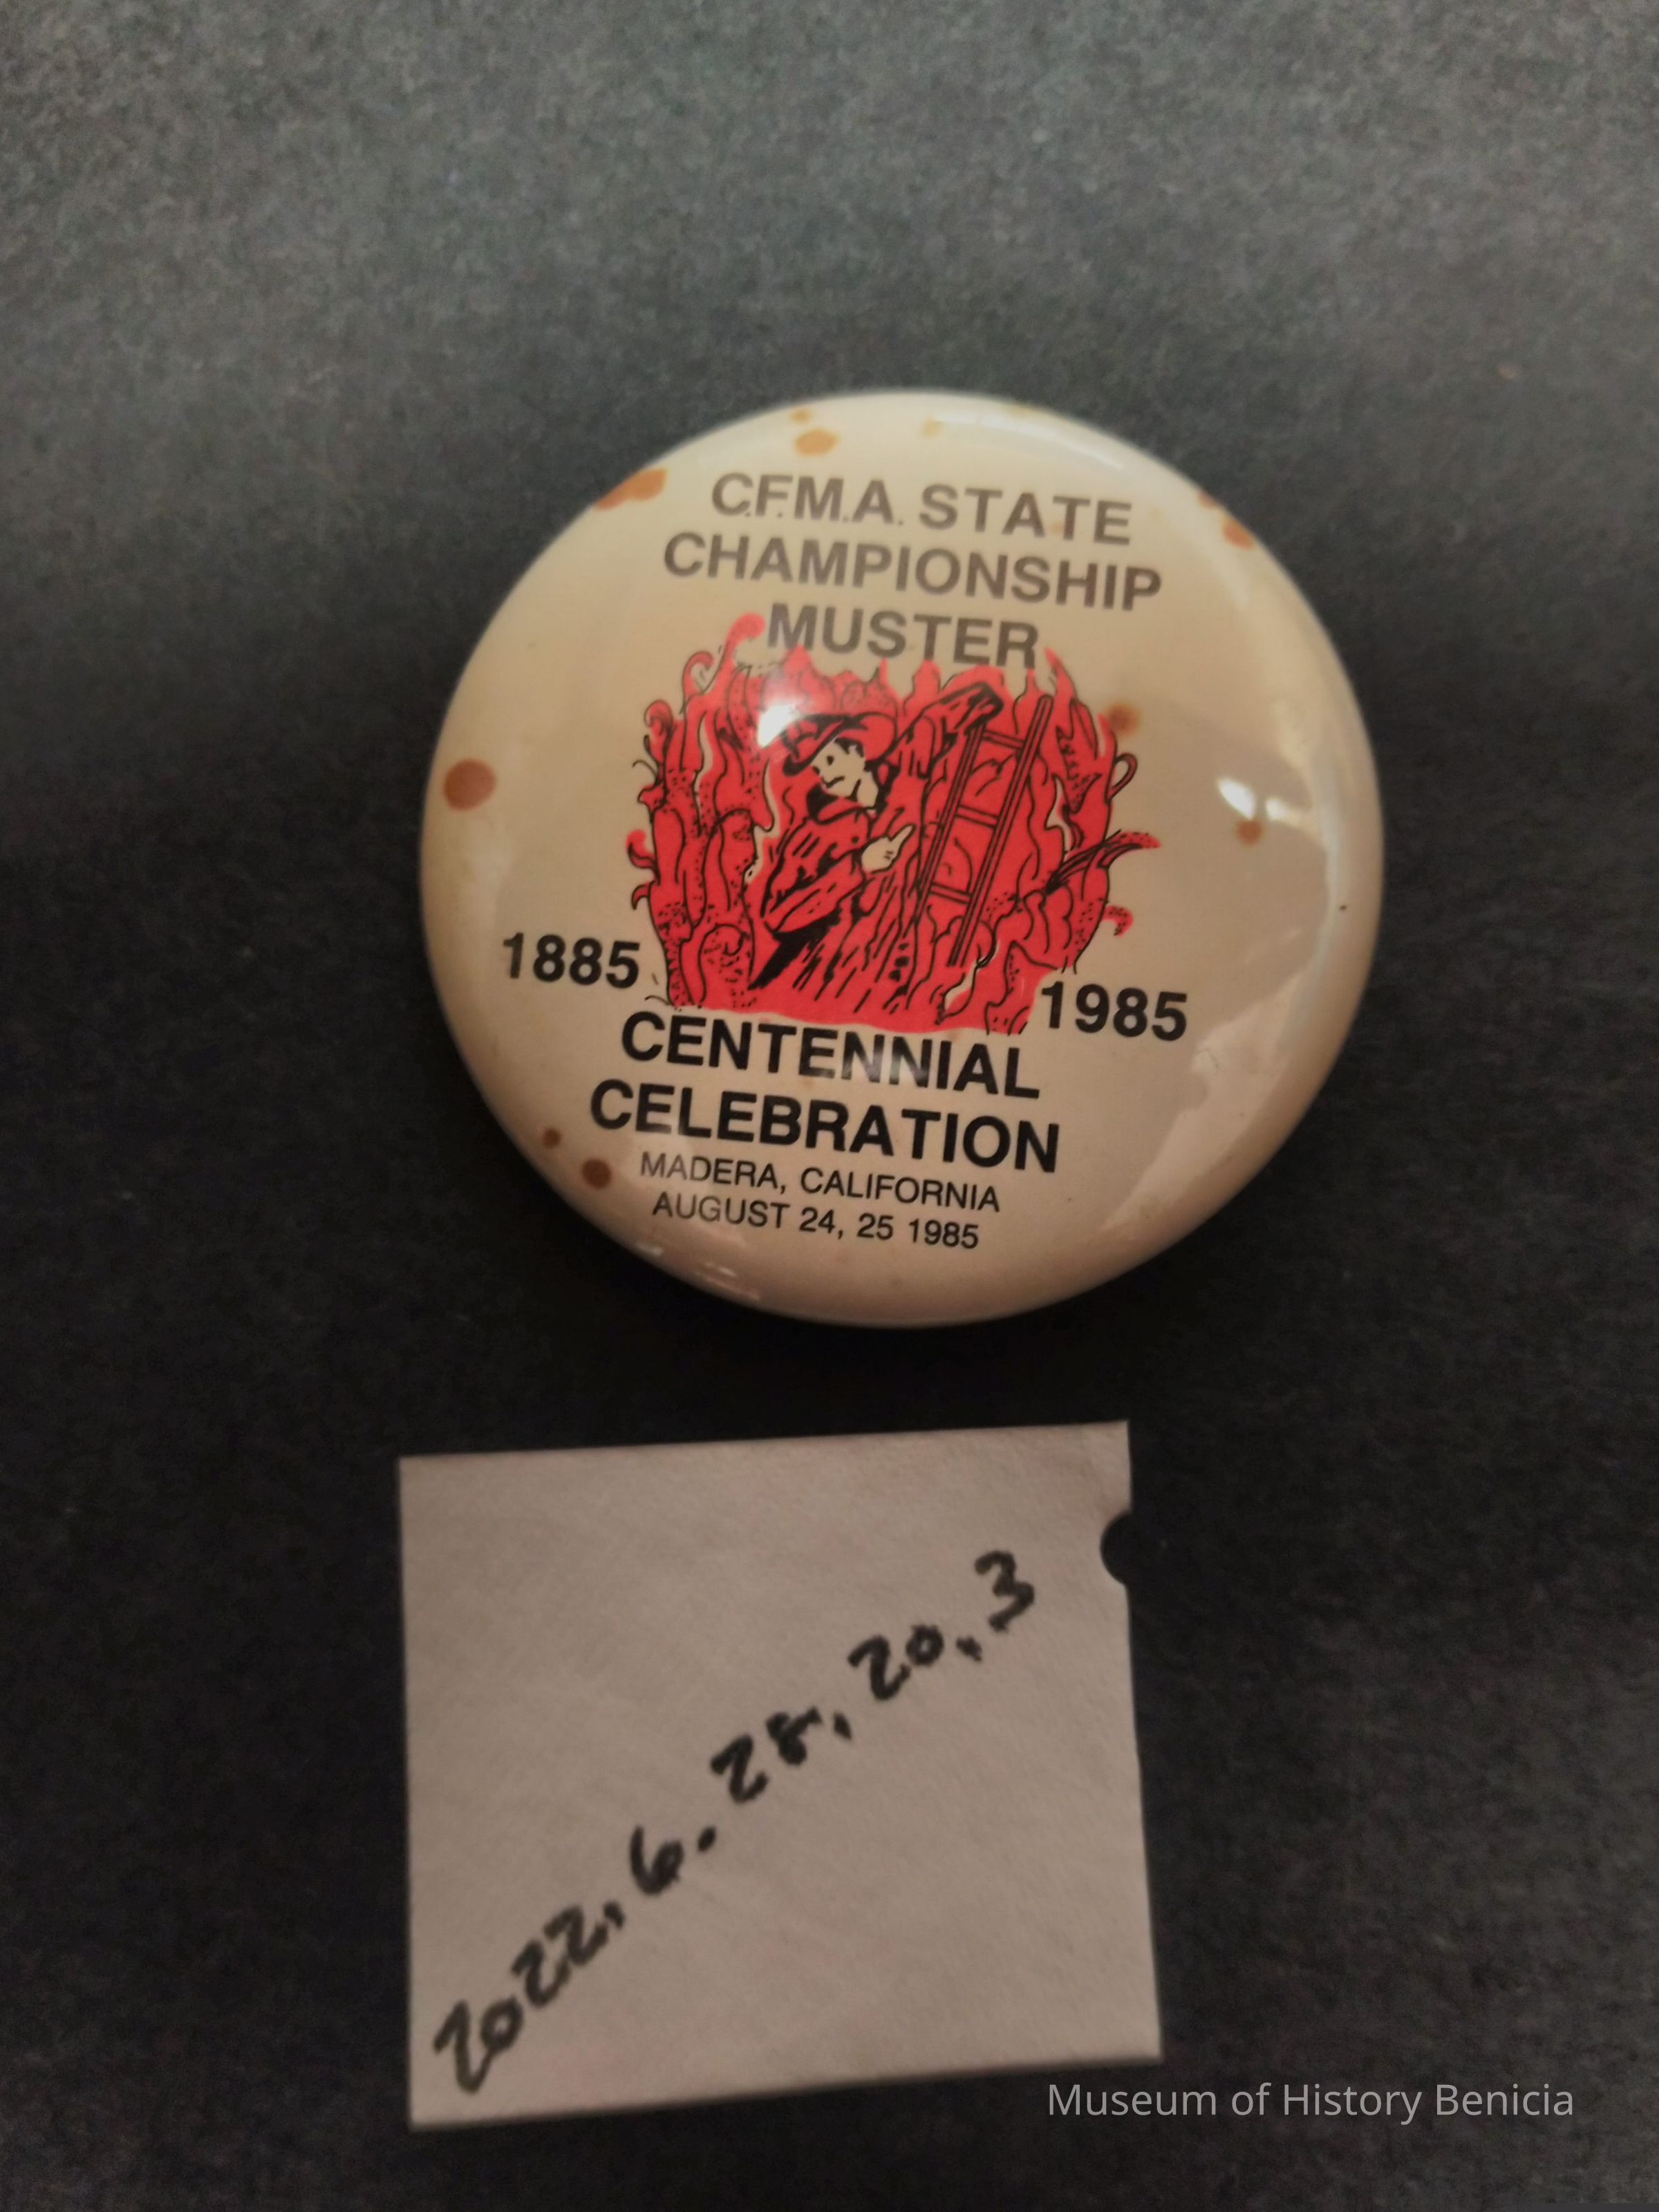 C.F.M.A. STATE
CHAMPIONSHIP
MUSTER
1885
1985
CENTENNIAL
CELEBRATION
MADERA, CALIFORNIA
AUGUST 24, 25 1985
2022.6.28.20.3
Museum of History Benicia